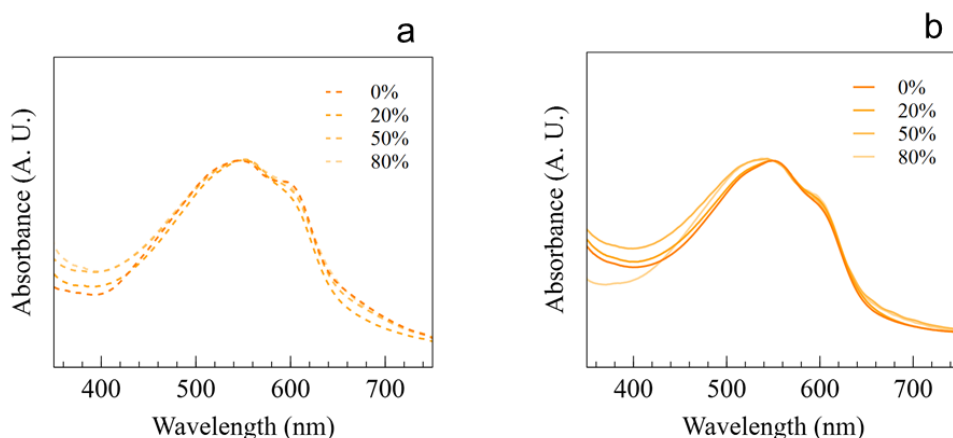 a
0%
20%
50%
80%
Absorbance (A. U.)
400 500 600 700
Wavelength (nm)
b
0%
20%
50%
80%
Absorbance (A. U.)
400 500 600 700
Wavelength (nm)